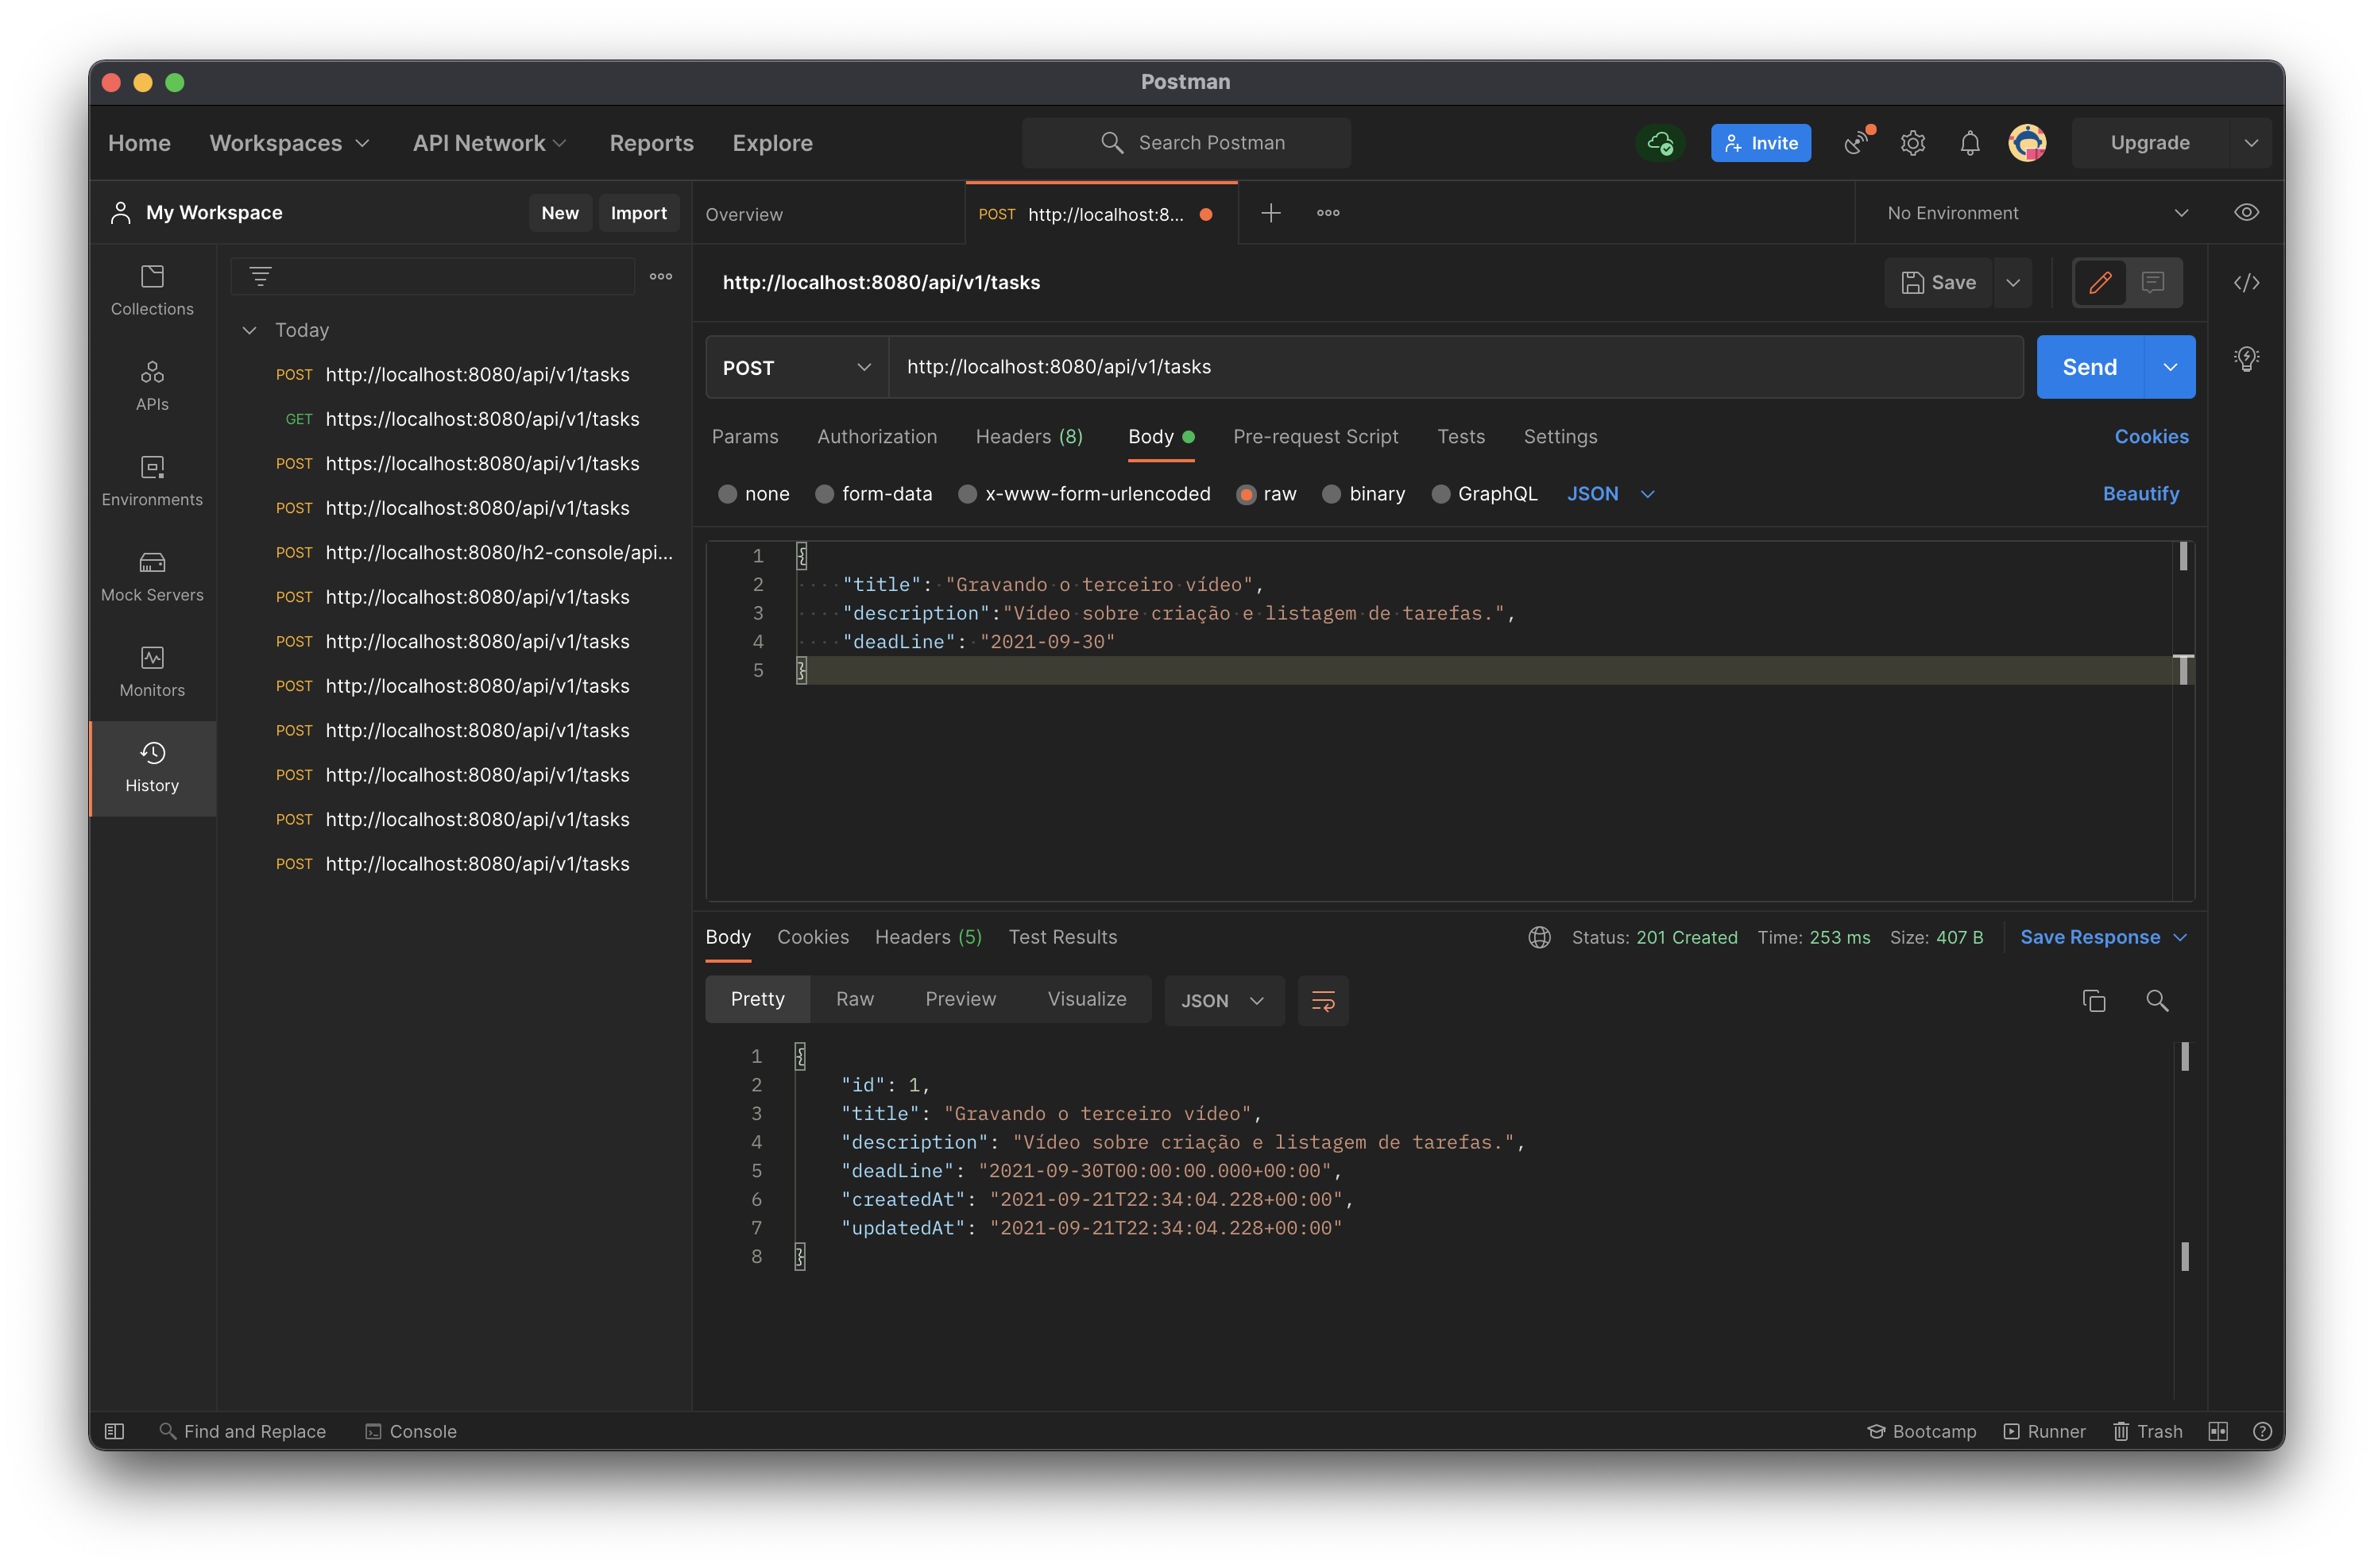 Postman
Home Workspaces API Network Reports Explore Search Postman Invite Upgrade
My Workspace New Import Overview POST http://localhost:8... No Environment
Collections
APIs
Environments
Mock Servers
Monitors
History
Today
POST http://localhost:8080/api/v1/tasks
GET https://localhost:8080/api/v1/tasks
POST https://localhost:8080/api/v1/tasks
POST http://localhost:8080/api/v1/tasks
POST http://localhost:8080/h2-console/api...
POST http://localhost:8080/api/v1/tasks
POST http://localhost:8080/api/v1/tasks
POST http://localhost:8080/api/v1/tasks
POST http://localhost:8080/api/v1/tasks
POST http://localhost:8080/api/v1/tasks
POST http://localhost:8080/api/v1/tasks
POST http://localhost:8080/api/v1/tasks
http://localhost:8080/api/v1/tasks Save
POST http://localhost:8080/api/v1/tasks Send
Params Authorization Headers (8) Body Pre-request Script Tests Settings Cookies
none form-data x-www-form-urlencoded raw binary GraphQL JSON Beautify
1 {
2 "title": "Gravando o terceiro vídeo",
3 "description":"Vídeo sobre criação e listagem de tarefas.",
4 "deadLine": "2021-09-30"
5 }
Body Cookies Headers (5) Test Results Status: 201 Created Time: 253 ms Size: 407 B Save Response
Pretty Raw Preview Visualize JSON
1 {
2 "id": 1,
3 "title": "Gravando o terceiro vídeo",
4 "description": "Vídeo sobre criação e listagem de tarefas.",
5 "deadLine": "2021-09-30T00:00:00.000+00:00",
6 "createdAt": "2021-09-21T22:34:04.228+00:00",
7 "updatedAt": "2021-09-21T22:34:04.228+00:00"
8 }
Find and Replace Console Bootcamp Runner Trash